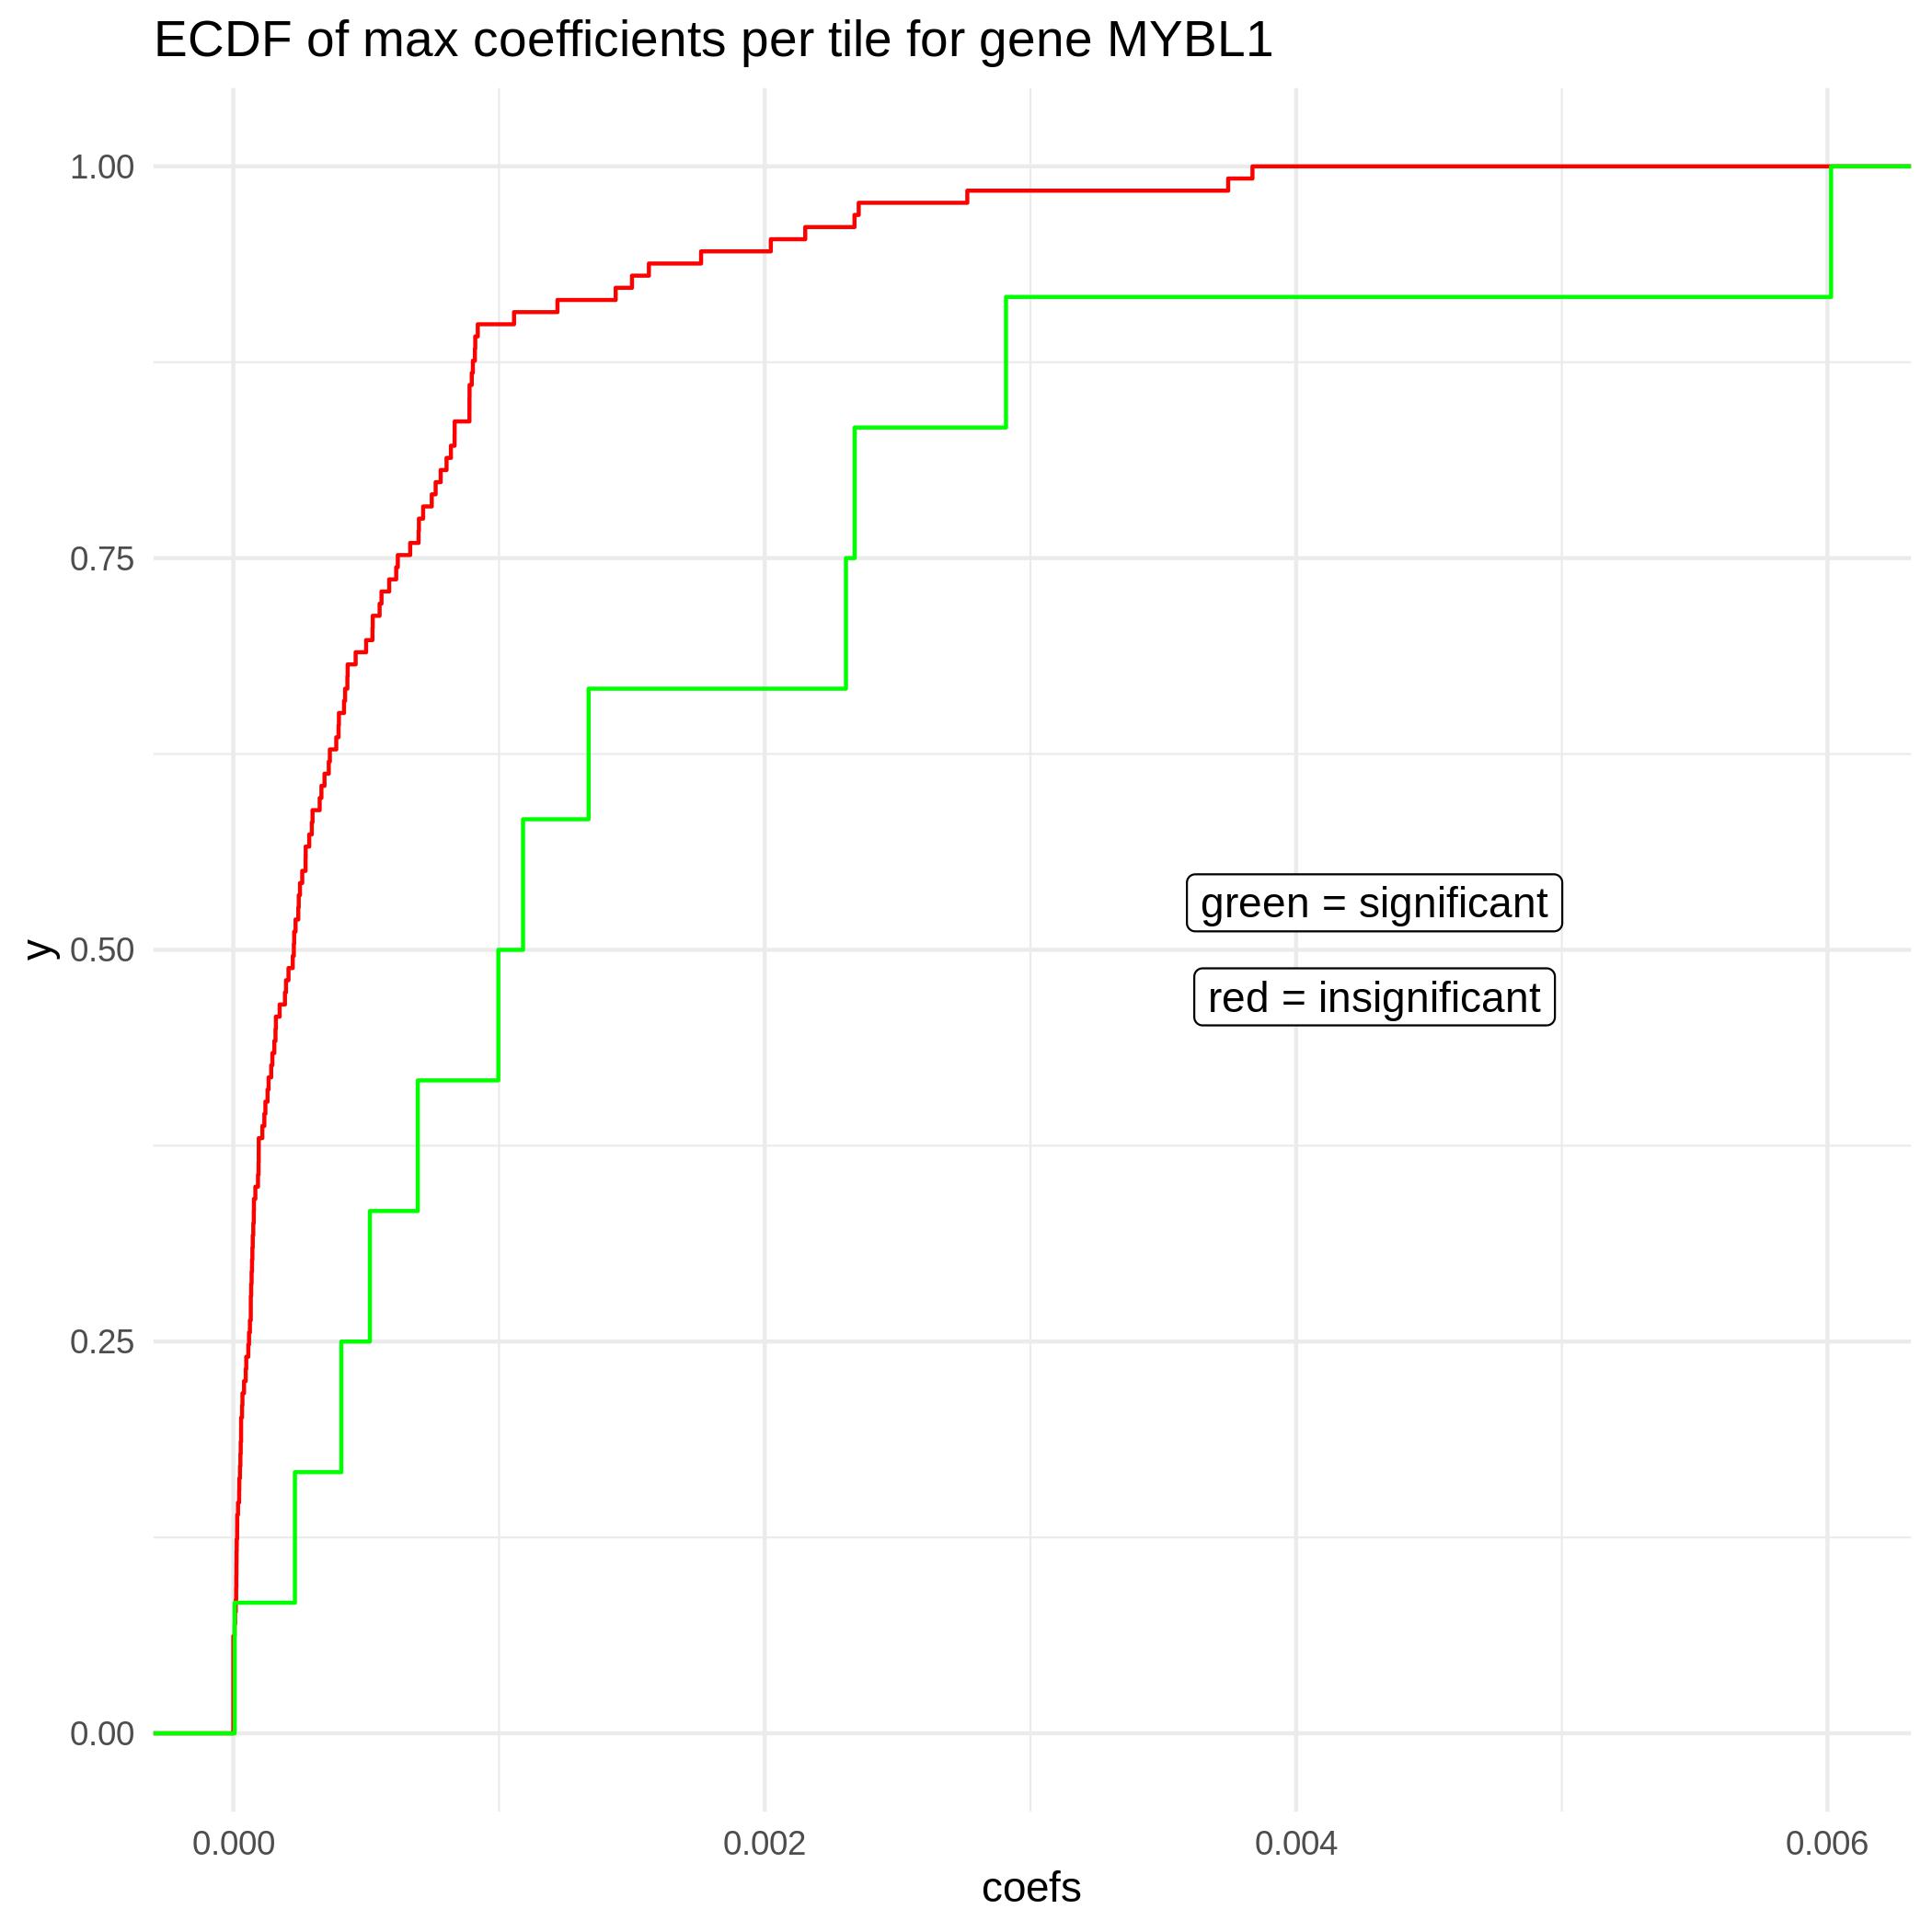 ECDF of max coefficients per tile for gene MYBL1
1.00
0.75
0.50
0.25
0.00
y
green = significant
red = insignificant
0.000
0.002
0.004
0.006
coefs